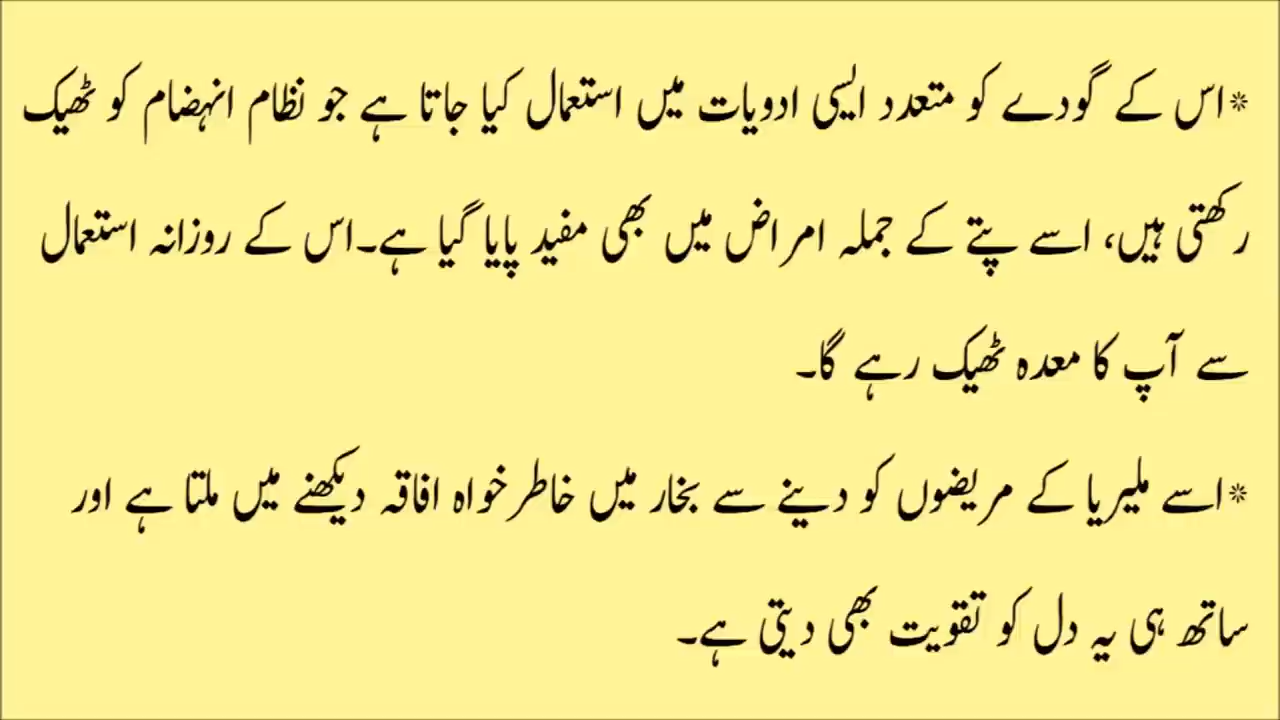 *اس کے گودے کو متعدد ایسی ادویات میں استعمال کیا جاتا ہے جو نظام انہضام کو ٹھیک
رکھتی ہیں، اسے پتے کے جملہ امراض میں بھی مفید پایا گیا ہے۔اس کے روزانہ استعمال
سے آپ کا معدہ ٹھیک رہے گا۔
*اسے ملیریا کے مریضوں کو دینے سے بخار میں خاطر خواہ افاقہ دیکھنے میں ملتا ہے اور
ساتھ ہی یہ دل کو تقویت بھی دیتی ہے۔